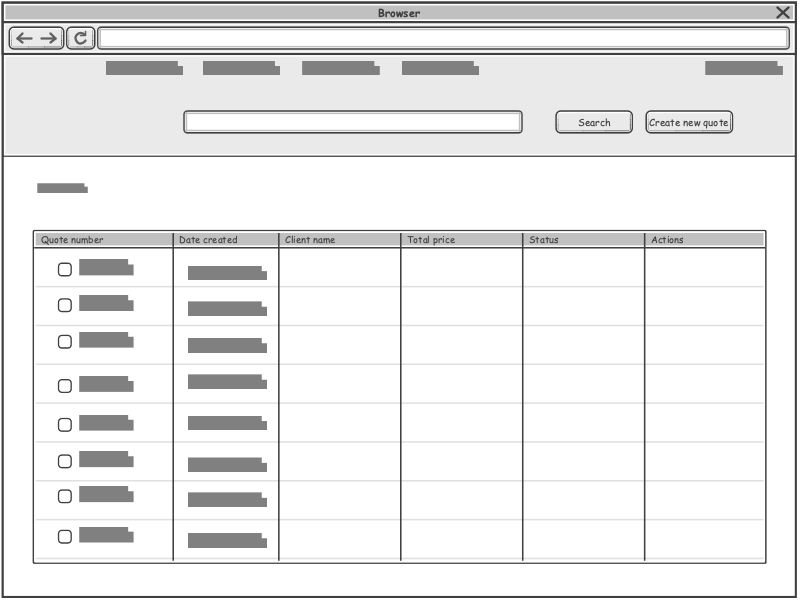 Browser
Search
Create new quote
Quote number
Date created
Client name
Total price
Status
Actions